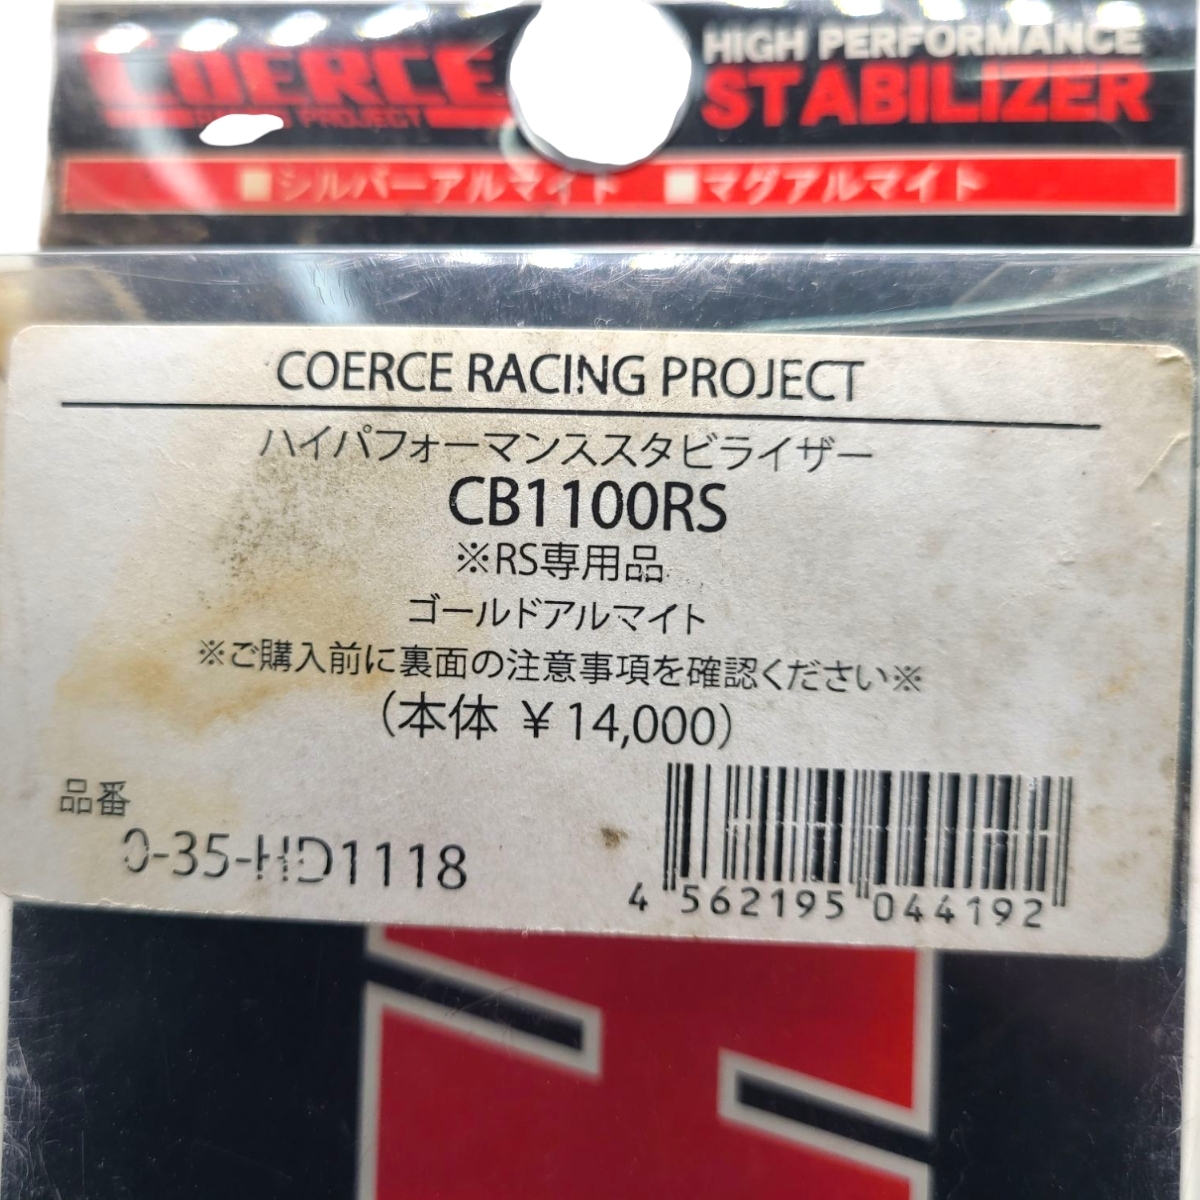 COERCE
RACING PROJECT
HIGH PERFORMANCE
STABILIZER
■シルバーアルマイト ■マグアルマイト
COERCE RACING PROJECT
ハイパフォーマンススタビライザー
CB1100RS
※RS専用品
ゴールドアルマイト
※ご購入前に裏面の注意事項を確認ください※
(本体 ¥14,000)
品番
0-35-HD1118
4 562195 044192